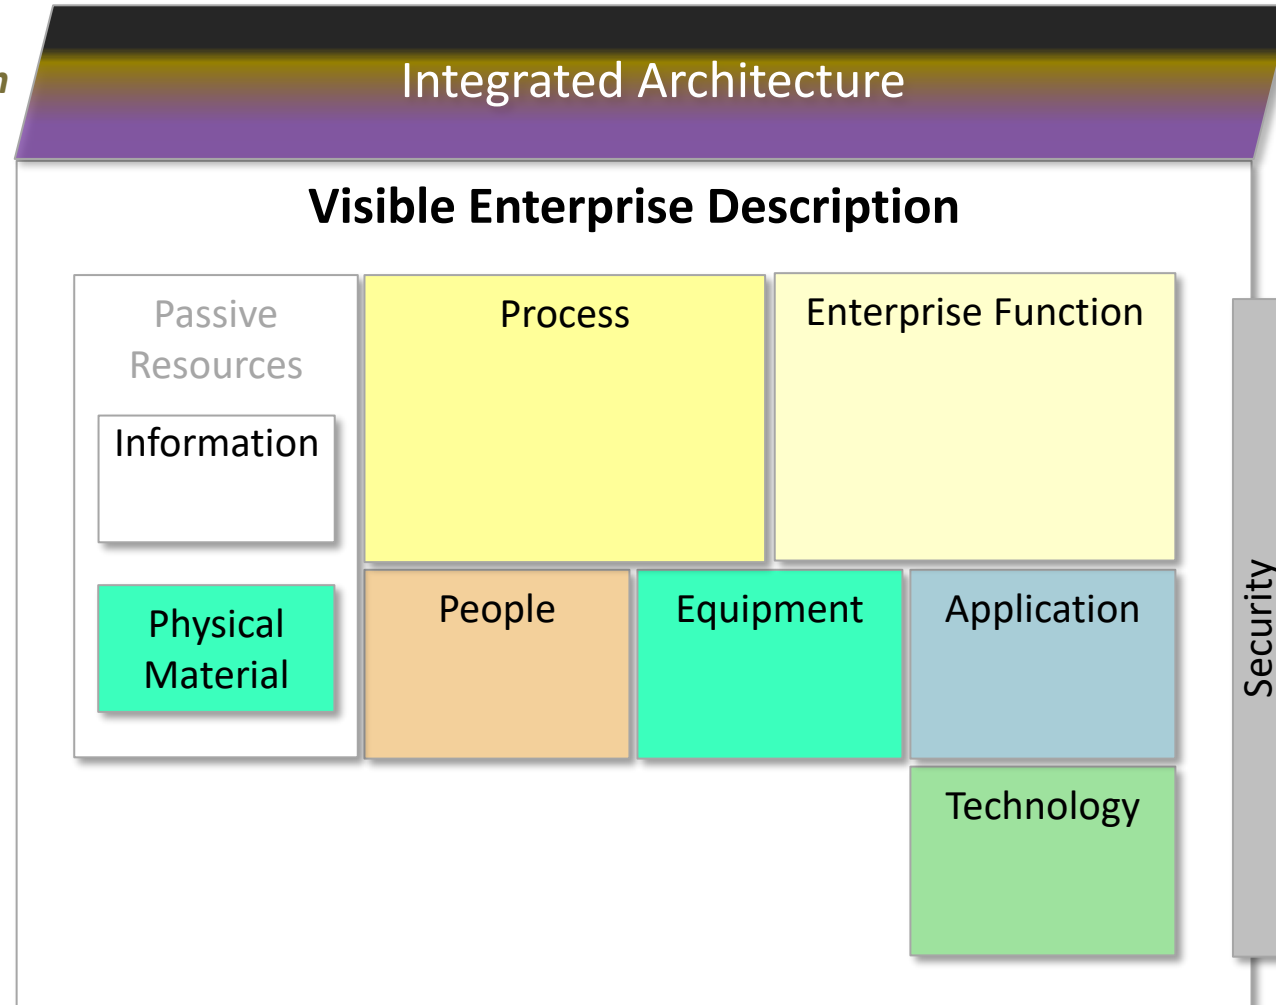 Integrated Architecture
Visible Enterprise Description
Passive
Resources
Information
Physical
Material
Process
Enterprise Function
People
Equipment
Application
Technology
Security